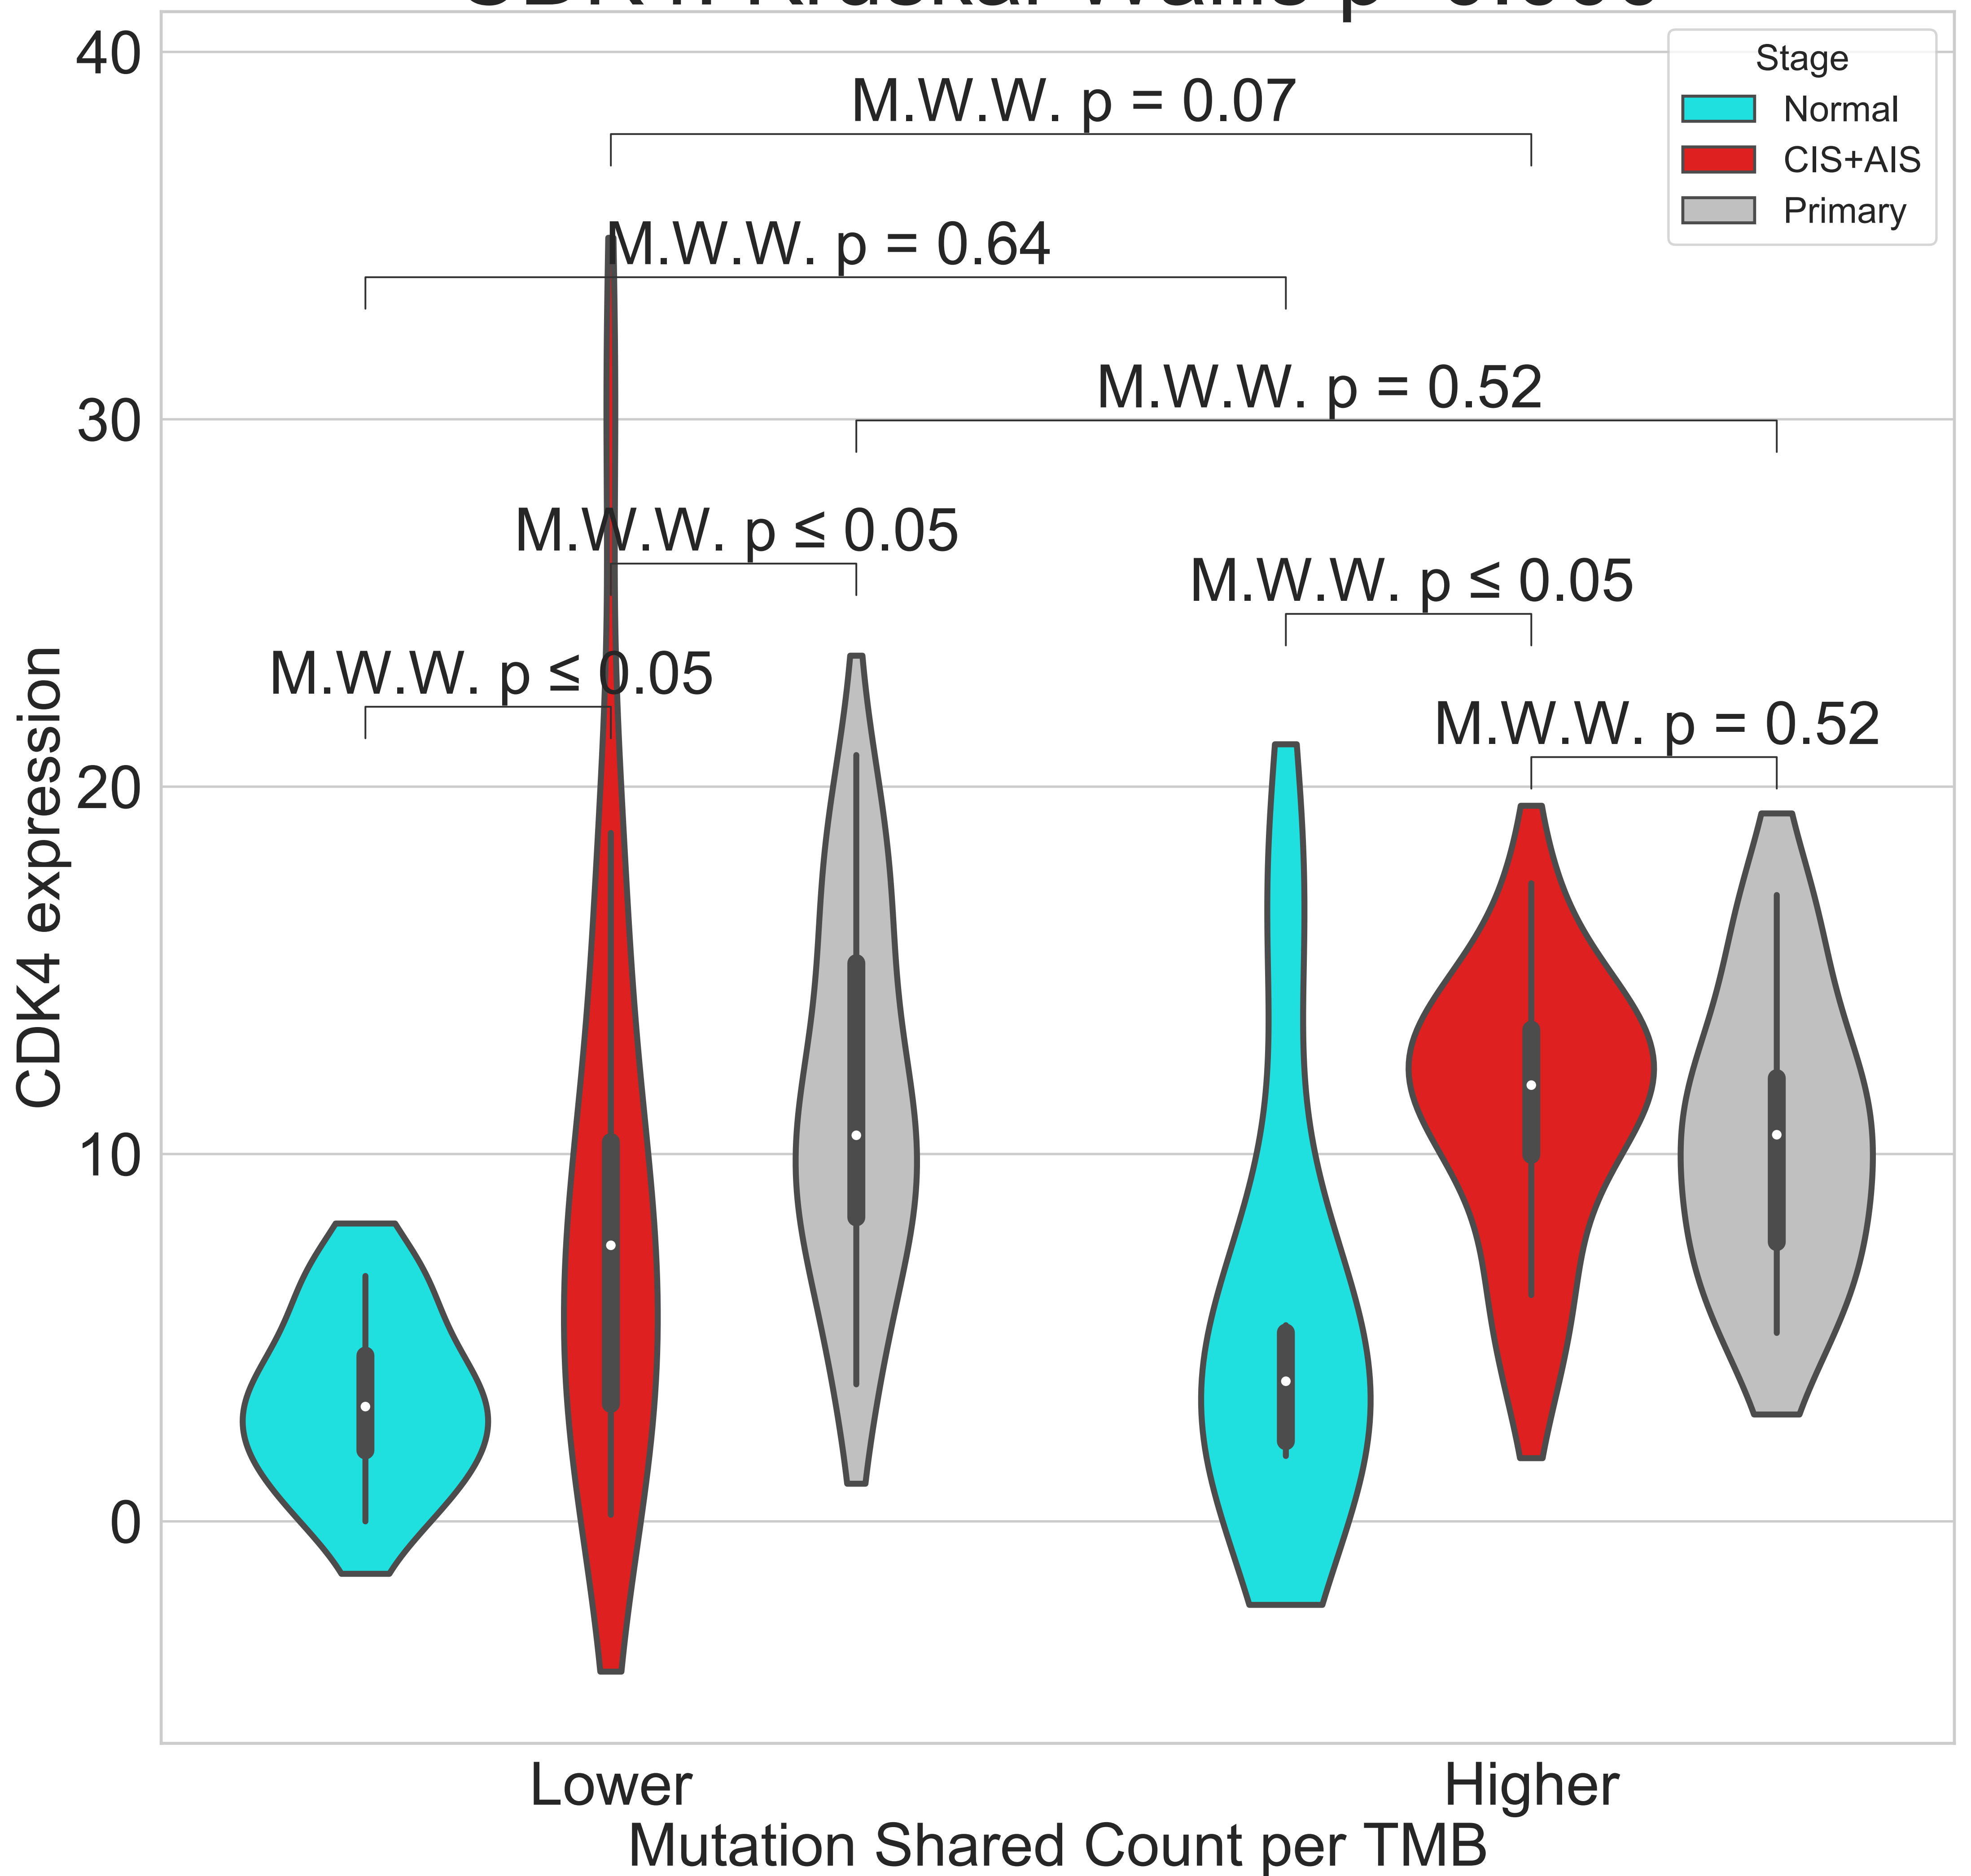 40
Stage
Normal
CIS+AIS
Primary
M.W.W. p = 0.07
M.W.W. p = 0.64
M.W.W. p = 0.52
30
M.W.W. p ≤ 0.05
M.W.W. p ≤ 0.05
M.W.W. p ≤ 0.05
M.W.W. p = 0.52
20
10
0
CDK4 expression
Lower
Higher
Mutation Shared Count per TMB